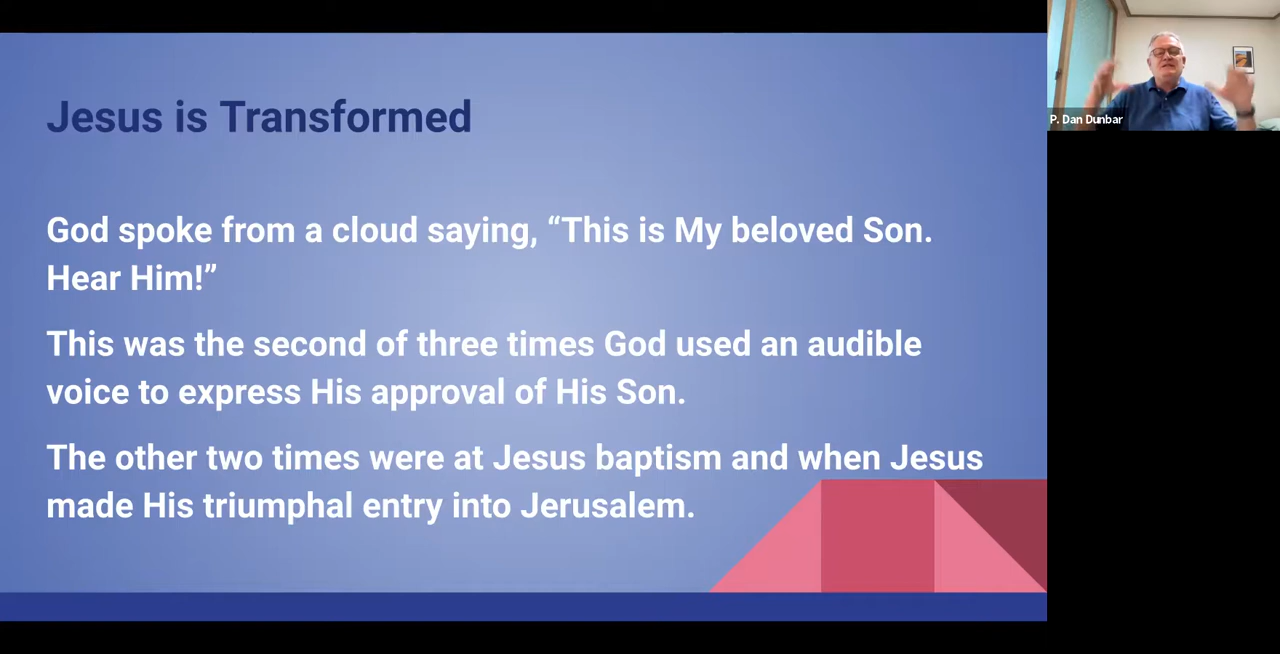 Jesus is Transformed
God spoke from a cloud saying, “This is My beloved Son.
Hear Him!”
This was the second of three times God used an audible
voice to express His approval of His Son.
The other two times were at Jesus baptism and when Jesus
made His triumphal entry into Jerusalem.
P. Dan Dunbar